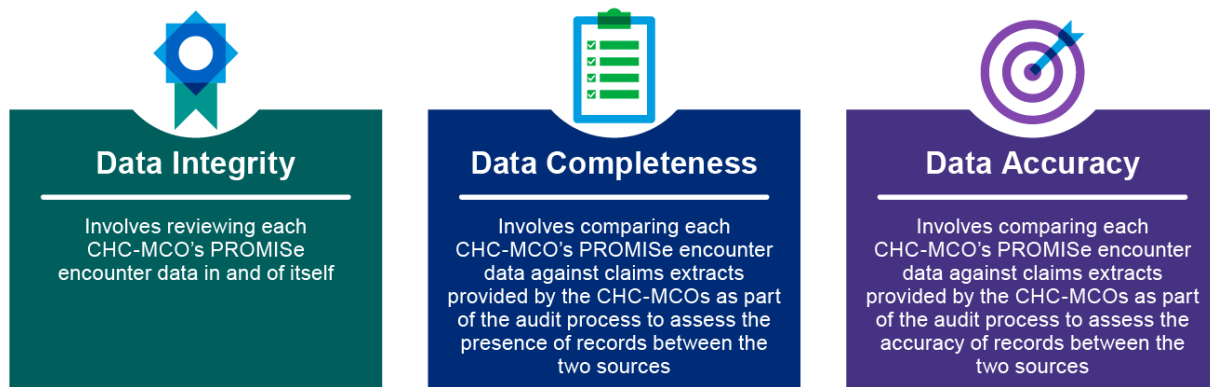 Data Integrity
Involves reviewing each
CHC-MCO's PROMISe
encounter data in and of itself
Data Completeness
Involves comparing each
CHC-MCO's PROMISe encounter
data against claims extracts
provided by the CHC-MCOs as part
of the audit process to assess the
presence of records between the
two sources
Data Accuracy
Involves comparing each
CHC-MCO's PROMISe encounter
data against claims extracts
provided by the CHC-MCOs as part
of the audit process to assess the
accuracy of records between the
two sources